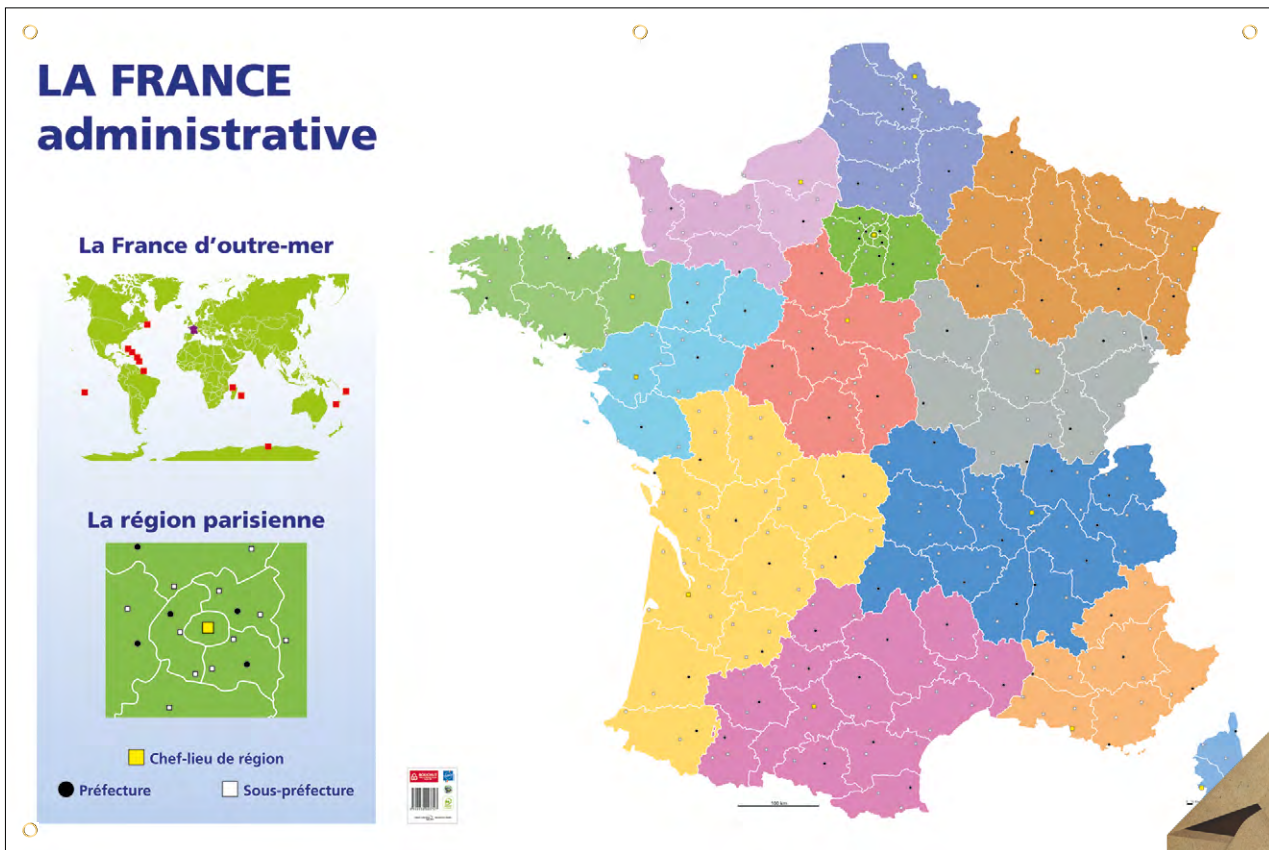 LA FRANCE
administrative
La France d'outre-mer
La région parisienne
Chef-lieu de région
Préfecture
Sous-préfecture
100 km